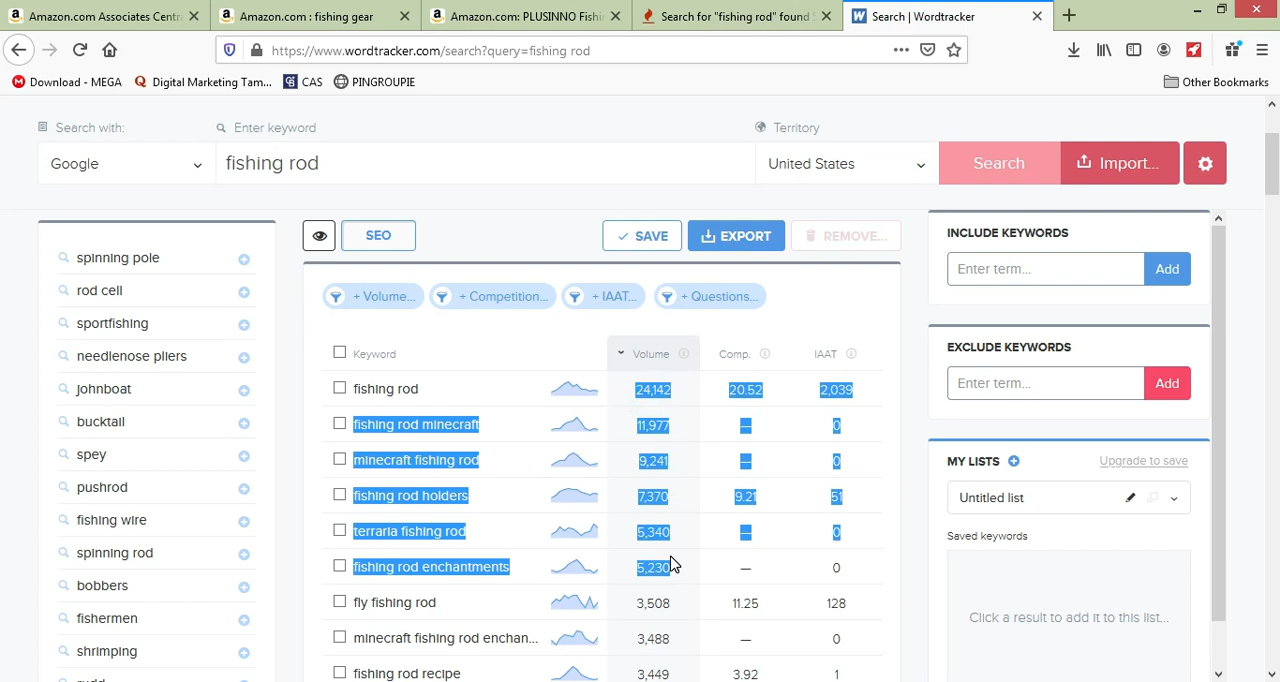 Amazon.com Associates Centr
Amazon.com : fishing gear
Amazon.com: PLUSINNO Fishin
Search for "fishing rod" found
Search | Wordtracker
https://www.wordtracker.com/search?query=fishing rod
Download - MEGA
Digital Marketing Tam...
CAS
PINGROUPIE
Other Bookmarks
Search with:
Enter keyword
Territory
Google
fishing rod
United States
Search
Import...
spinning pole
rod cell
sportfishing
needlenose pliers
johnboat
bucktail
spey
pushrod
fishing wire
spinning rod
bobbers
fishermen
shrimping
SEO
SAVE
EXPORT
REMOVE...
+ Volume...
+ Competition...
+ IAAT...
+ Questions...
Keyword Volume Comp. IAAT
fishing rod 24,142 20.52 2,039
fishing rod minecraft 11,977 — 0
minecraft fishing rod 9,241 — 0
fishing rod holders 7,370 9.21 51
terraria fishing rod 5,340 — 0
fishing rod enchantments 5,230 — 0
fly fishing rod 3,508 11.25 128
minecraft fishing rod enchan... 3,488 — 0
fishing rod recipe 3,449 3.92 1
INCLUDE KEYWORDS
Enter term...
Add
EXCLUDE KEYWORDS
Enter term...
Add
MY LISTS
Upgrade to save
Untitled list
Saved keywords
Click a result to add it to this list...